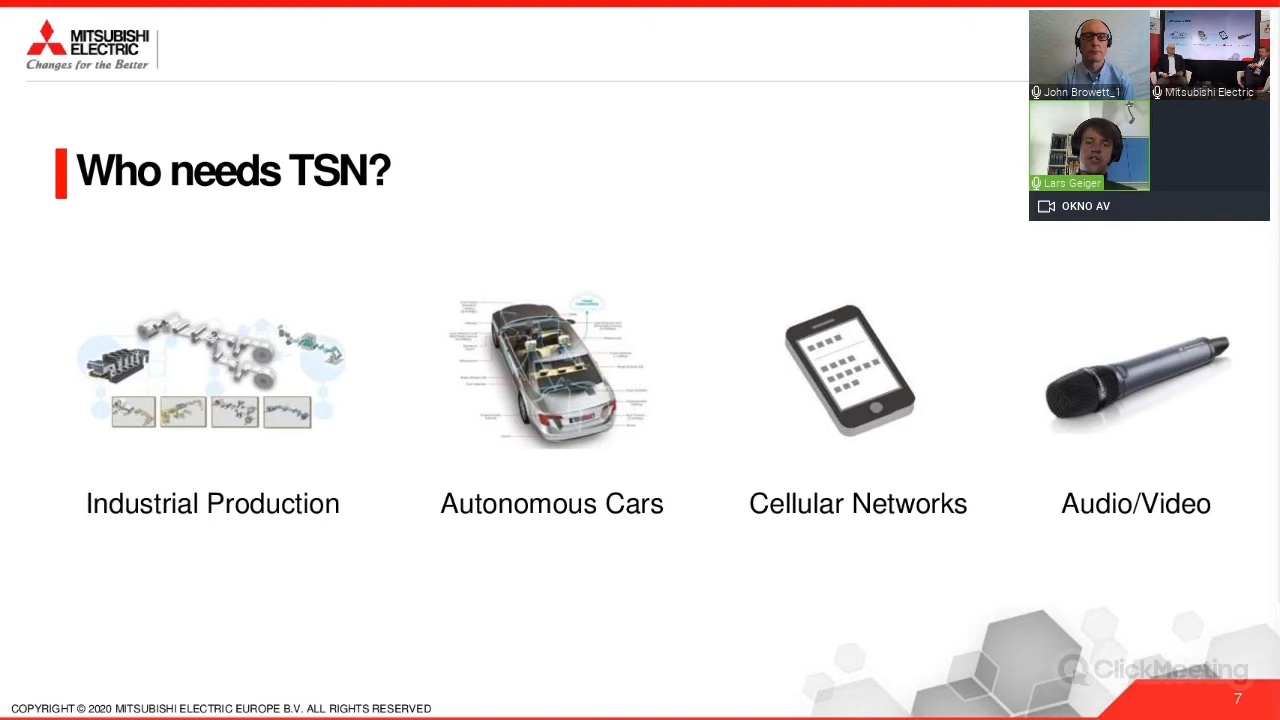 MITSUBISHI
ELECTRIC
Changes for the Better
John Browett_1
Mitsubishi Electric
Lars Geiger
OKNO AV
Who needs TSN?
Industrial Production
Autonomous Cars
Cellular Networks
Audio/Video
ClickMeeting
7
COPYRIGHT © 2020 MITSUBISHI ELECTRIC EUROPE B.V. ALL RIGHTS RESERVED